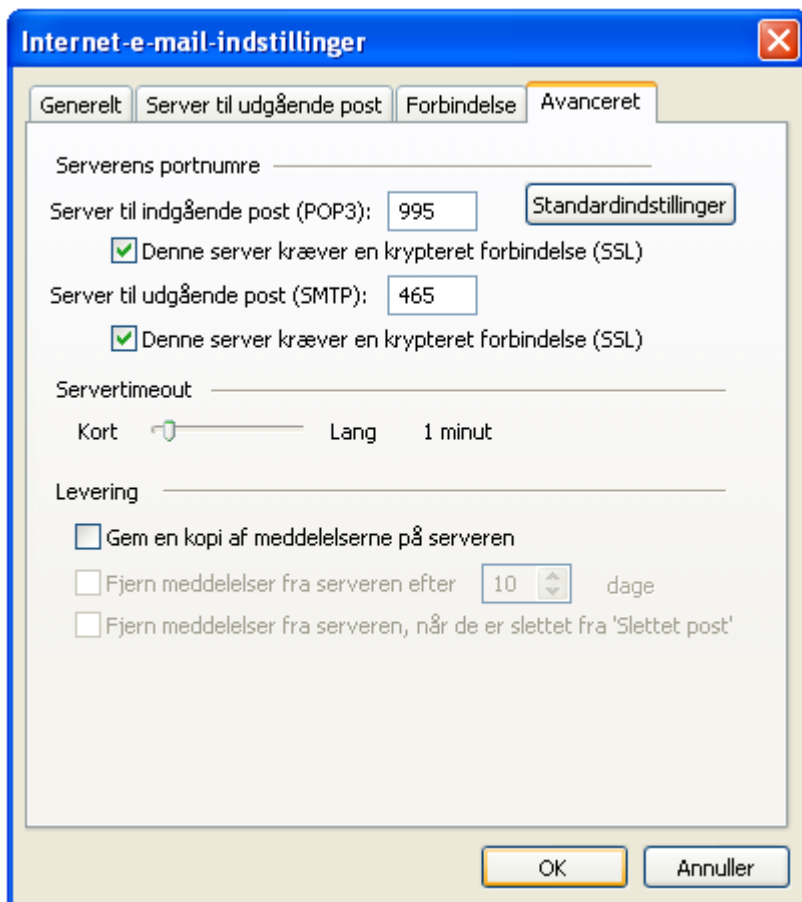 Internet-e-mail-indstillinger
Generelt Server til udgående post Forbindelse Avanceret
Serverens portnumre
Server til indgående post (POP3): 995 Standardindstillinger
Denne server kræver en krypteret forbindelse (SSL)
Server til udgående post (SMTP): 465
Denne server kræver en krypteret forbindelse (SSL)
Servertimeout
Kort Lang 1 minut
Levering
Gem en kopi af meddelelserne på serveren
Fjern meddelelser fra serveren efter 10 dage
Fjern meddelelser fra serveren, når de er slettet fra 'Slettet post'
OK Annuller